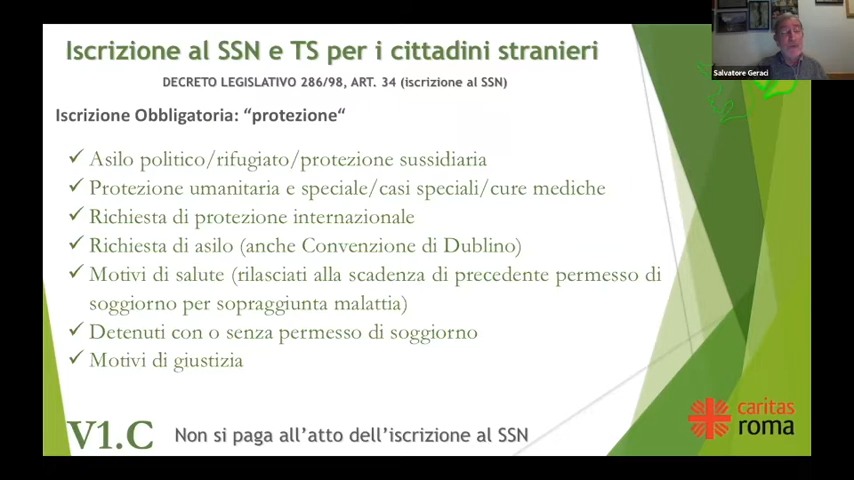 Iscrizione al SSN e TS per i cittadini stranieri
Salvatore Geraci
DECRETO LEGISLATIVO 286/98, ART. 34 (iscrizione al SSN)
Iscrizione Obbligatoria: “protezione“
✓ Asilo politico/rifugiato/protezione sussidiaria
✓ Protezione umanitaria e speciale/casi speciali/cure mediche
✓ Richiesta di protezione internazionale
✓ Richiesta di asilo (anche Convenzione di Dublino)
✓ Motivi di salute (rilasciati alla scadenza di precedente permesso di
soggiorno per sopraggiunta malattia)
✓ Detenuti con o senza permesso di soggiorno
✓ Motivi di giustizia
V1.C Non si paga all’atto dell’iscrizione al SSN
caritas
roma